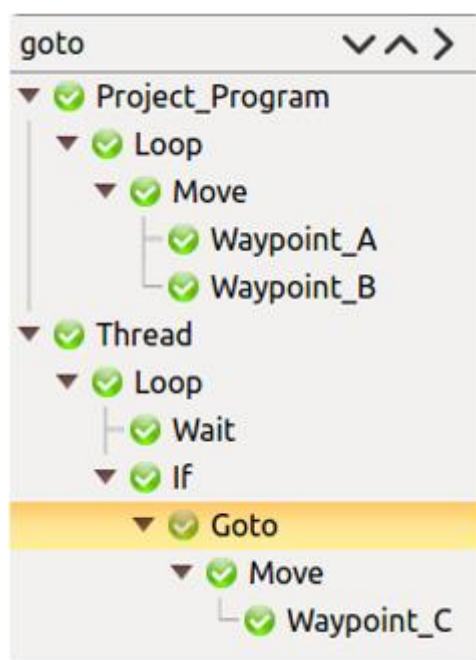 goto
Project_Program
Loop
Move
Waypoint_A
Waypoint_B
Thread
Loop
Wait
If
Goto
Move
Waypoint_C